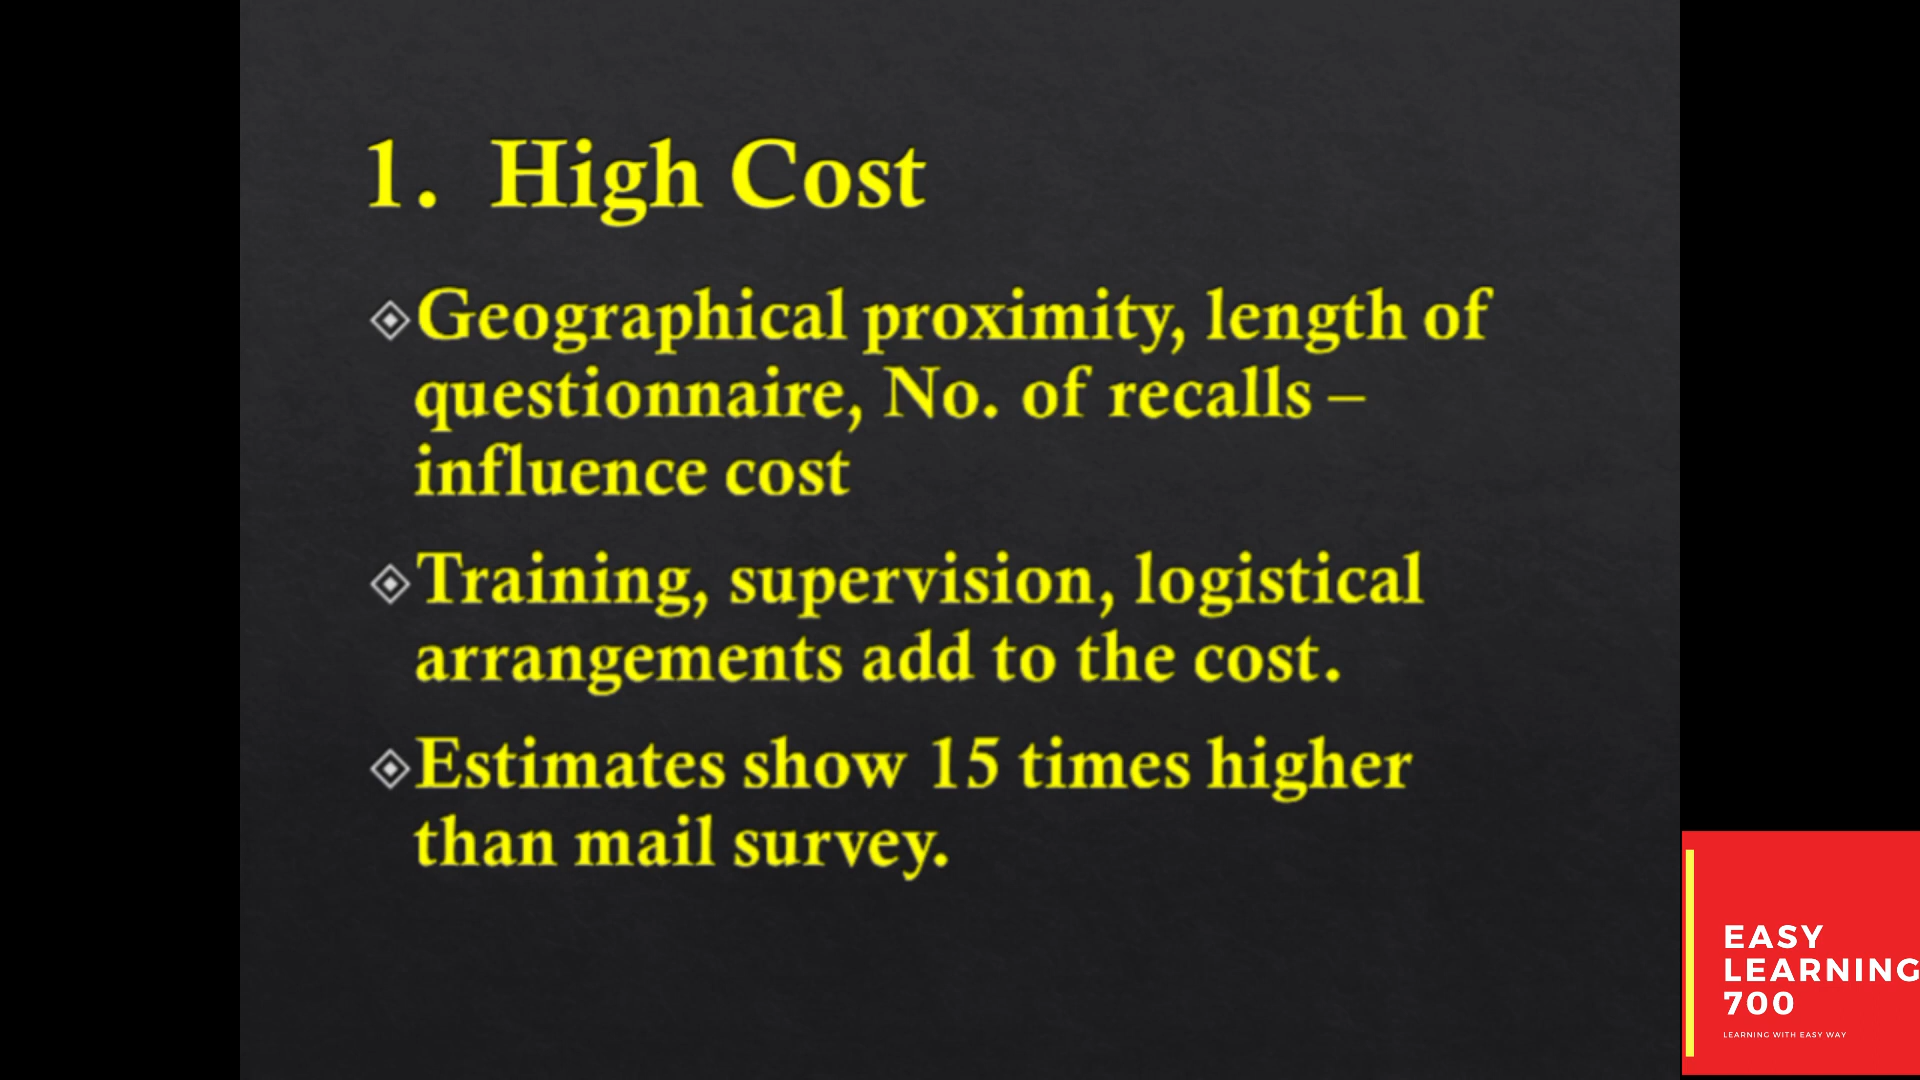 1. High Cost
Geographical proximity, length of
questionnaire, No. of recalls –
influence cost
Training, supervision, logistical
arrangements add to the cost.
Estimates show 15 times higher
than mail survey.
EASY
LEARNING
700
LEARNING WITH EASY WAY